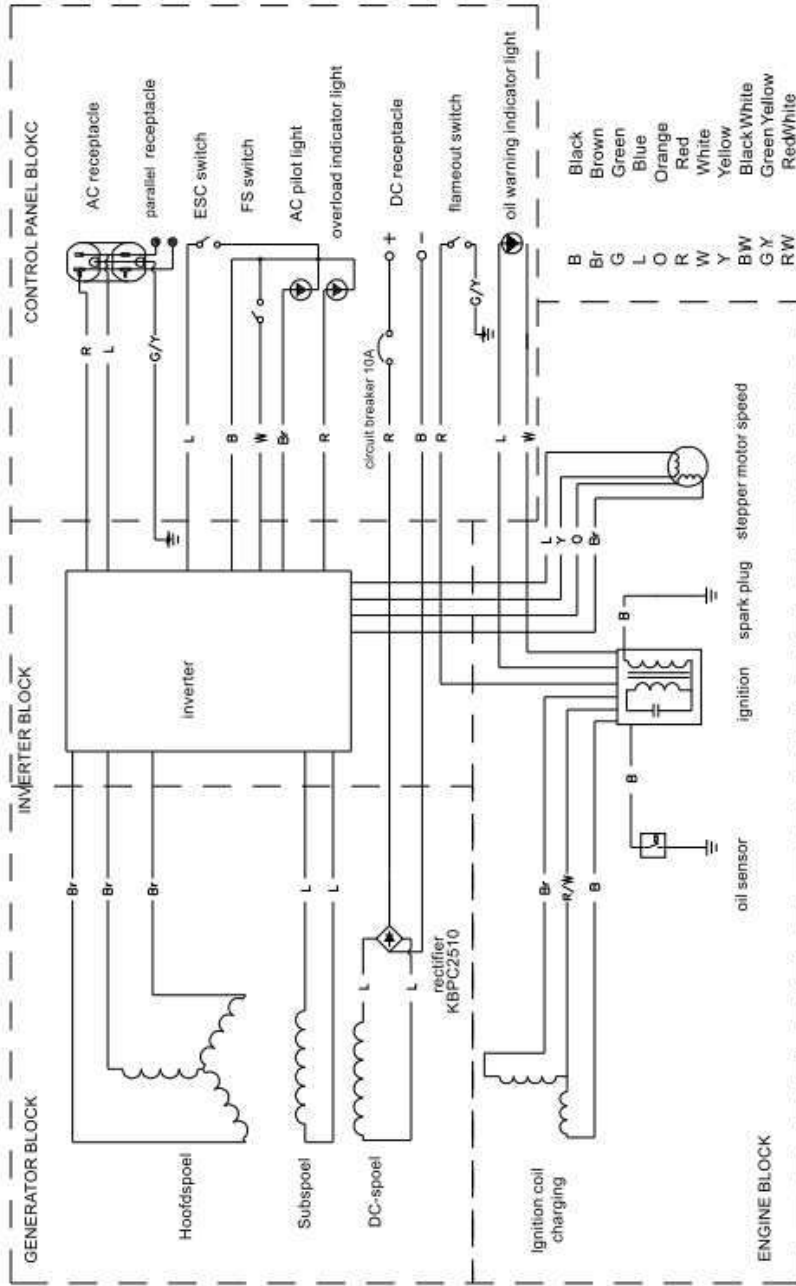 GENERATOR BLOCK
INVERTER BLOCK
CONTROL PANEL BLOKC
Hoofdspoel
Subspoel
DC-spoel
Br
Br
Br
L
L
L
L
rectifier
KBPC2510
inverter
R
L
G/Y
L
B
W
Br
R
circuit breaker 10A
R
B
R
L
W
G/Y
+
−
AC receptacle
parallel receptacle
ESC switch
FS switch
AC pilot light
overload indicator light
DC receptacle
flameout switch
oil warning indicator light
Ignition coil
charging
Br
R/W
B
B
B
L
Y
O
Br
oil sensor
ignition
spark plug
stepper motor speed
ENGINE BLOCK
B Black
Br Brown
G Green
L Blue
O Orange
R Red
W White
Y Yellow
BW Black White
GY Green Yellow
RW RedWhite